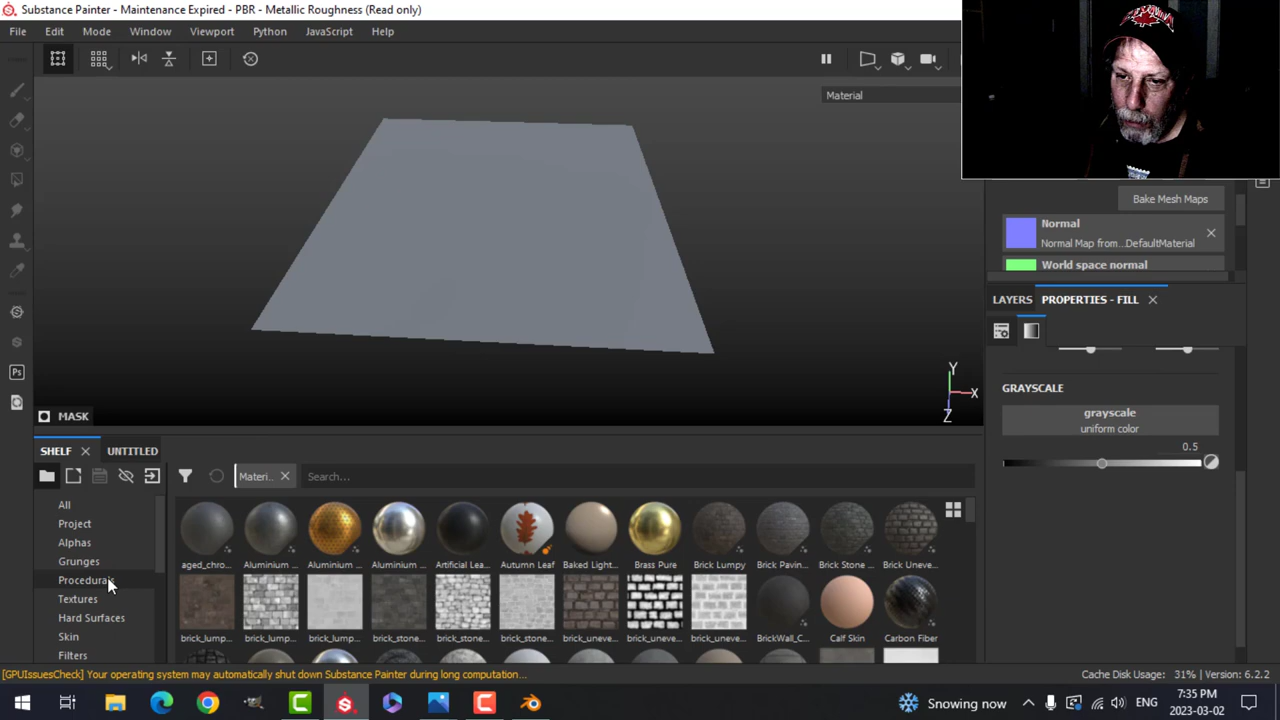 Substance Painter - Maintenance Expired - PBR - Metallic Roughness (Read only)
File Edit Mode Window Viewport Python JavaScript Help
Material
Bake Mesh Maps
Normal
Normal Map from...DefaultMaterial
World space normal
LAYERS PROPERTIES - FILL
GRAYSCALE
grayscale
uniform color
0.5
Y
X
Z
MASK
SHELF UNTITLED
Materi... Search...
All
Project
Alphas
Grunges
Procedurals
Textures
Hard Surfaces
Skin
Filters
aged_chro... Aluminium ... Aluminium ... Aluminium ... Artificial Lea... Autumn Leaf Baked Light... Brass Pure Brick Lumpy Brick Pavin... Brick Stone ... Brick Uneve...
brick_lump... brick_lump... brick_lump... brick_stone... brick_stone... brick_stone... brick_uneve... brick_uneve... brick_uneve... BrickWall_C... Calf Skin Carbon Fiber
[GPUIssuesCheck] Your operating system may automatically shut down Substance Painter during long computation...
Cache Disk Usage: 31% | Version: 6.2.2
Ps
Snowing now
ENG
7:35 PM
2023-03-02